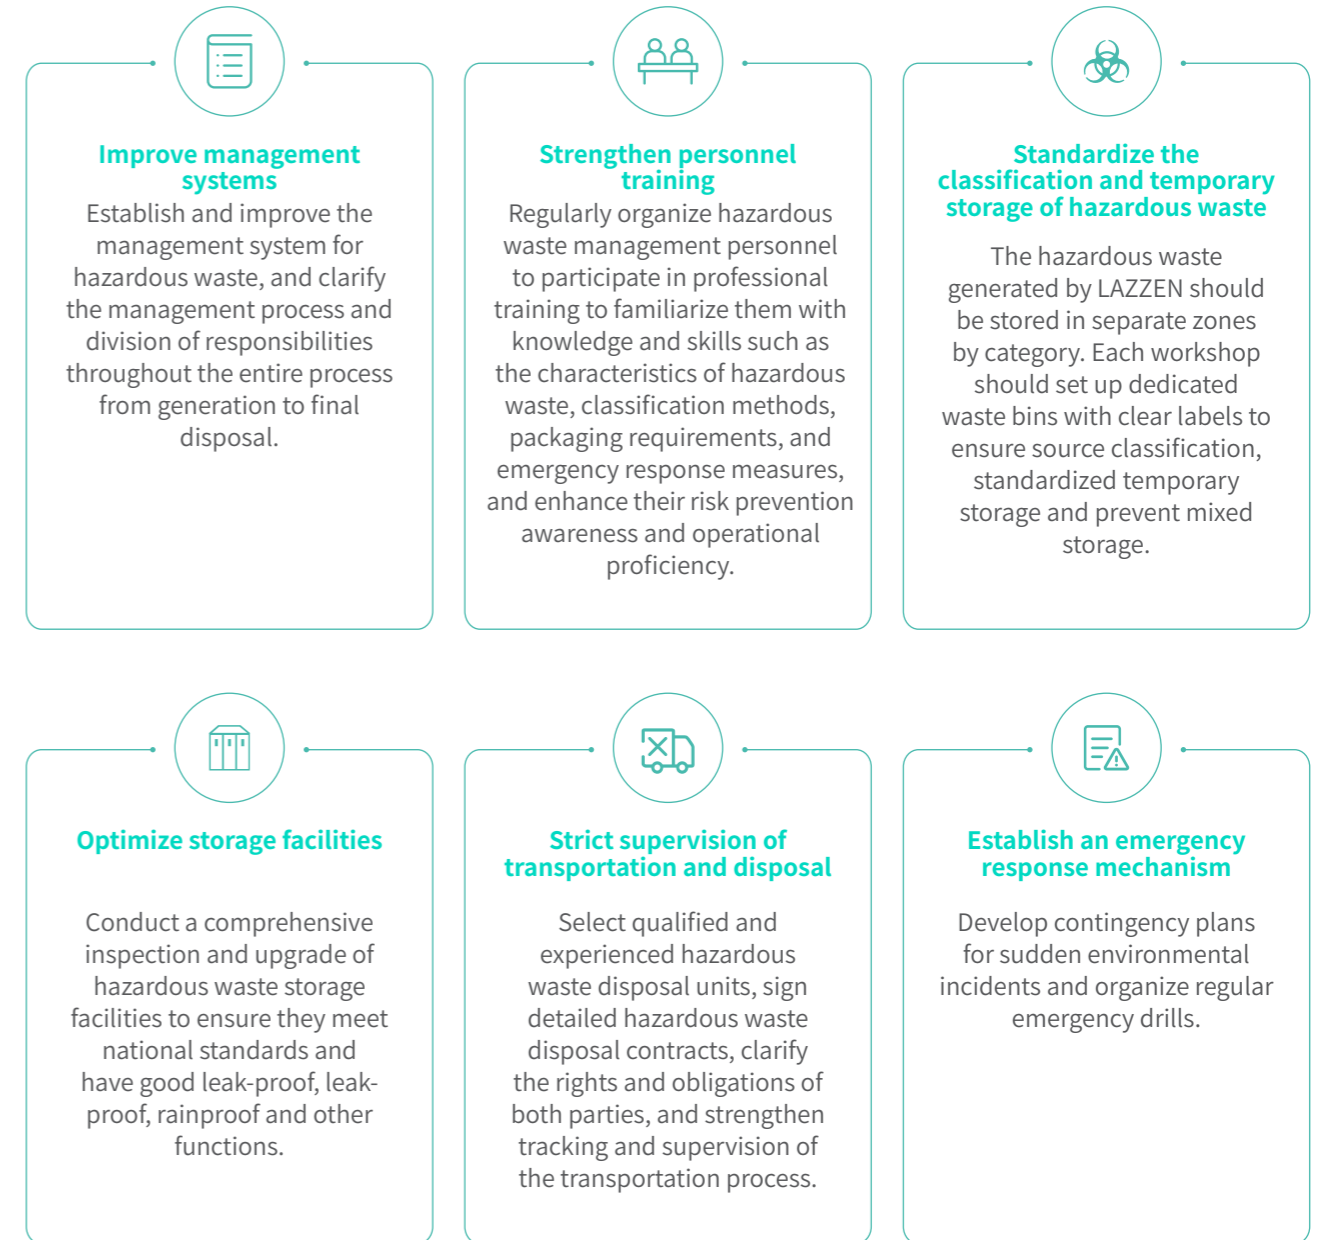 Improve management
systems
Establish and improve the
management system for
hazardous waste, and clarify
the management process and
division of responsibilities
throughout the entire process
from generation to final
disposal.
Strengthen personnel
training
Regularly organize hazardous
waste management personnel
to participate in professional
training to familiarize them with
knowledge and skills such as
the characteristics of hazardous
waste, classification methods,
packaging requirements, and
emergency response measures,
and enhance their risk prevention
awareness and operational
proficiency.
Standardize the
classification and temporary
storage of hazardous waste
The hazardous waste
generated by LAZZEN should
be stored in separate zones
by category. Each workshop
should set up dedicated
waste bins with clear labels to
ensure source classification,
standardized temporary
storage and prevent mixed
storage.
Optimize storage facilities
Conduct a comprehensive
inspection and upgrade of
hazardous waste storage
facilities to ensure they meet
national standards and
have good leak-proof, leak-
proof, rainproof and other
functions.
Strict supervision of
transportation and disposal
Select qualified and
experienced hazardous
waste disposal units, sign
detailed hazardous waste
disposal contracts, clarify
the rights and obligations of
both parties, and strengthen
tracking and supervision of
the transportation process.
Establish an emergency
response mechanism
Develop contingency plans
for sudden environmental
incidents and organize regular
emergency drills.